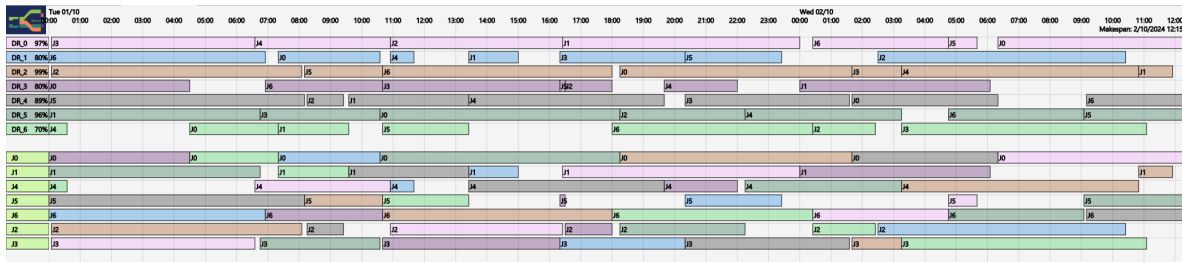 Tue 01/10 Wed 02/10
00:00 01:00 02:00 03:00 04:00 05:00 06:00 07:00 08:00 09:00 10:00 11:00 12:00 13:00 14:00 15:00 16:00 17:00 18:00 19:00 20:00 21:00 22:00 23:00 00:00 01:00 02:00 03:00 04:00 05:00 06:00 07:00 08:00 09:00 10:00 11:00 12:00
Makespan: 2/10/2024 12:15
DR_0 97% J3 J4 J2 J1 J6 J5 J0
DR_1 80% J6 J0 J4 J1 J3 J5 J2
DR_2 99% J2 J5 J6 J0 J3 J4 J1
DR_3 80% J0 J6 J3 J5 J2 J4 J1
DR_4 89% J5 J2 J1 J4 J3 J0 J6
DR_5 96% J1 J3 J0 J2 J4 J6 J5
DR_6 70% J4 J0 J1 J5 J6 J2 J3
J0 J0 J0 J0 J0 J0 J0 J0
J1 J1 J1 J1 J1 J1 J1 J1
J4 J4 J4 J4 J4 J4 J4 J4
J5 J5 J5 J5 J5 J5 J5 J5
J6 J6 J6 J6 J6 J6 J6 J6
J2 J2 J2 J2 J2 J2 J2 J2
J3 J3 J3 J3 J3 J3 J3 J3